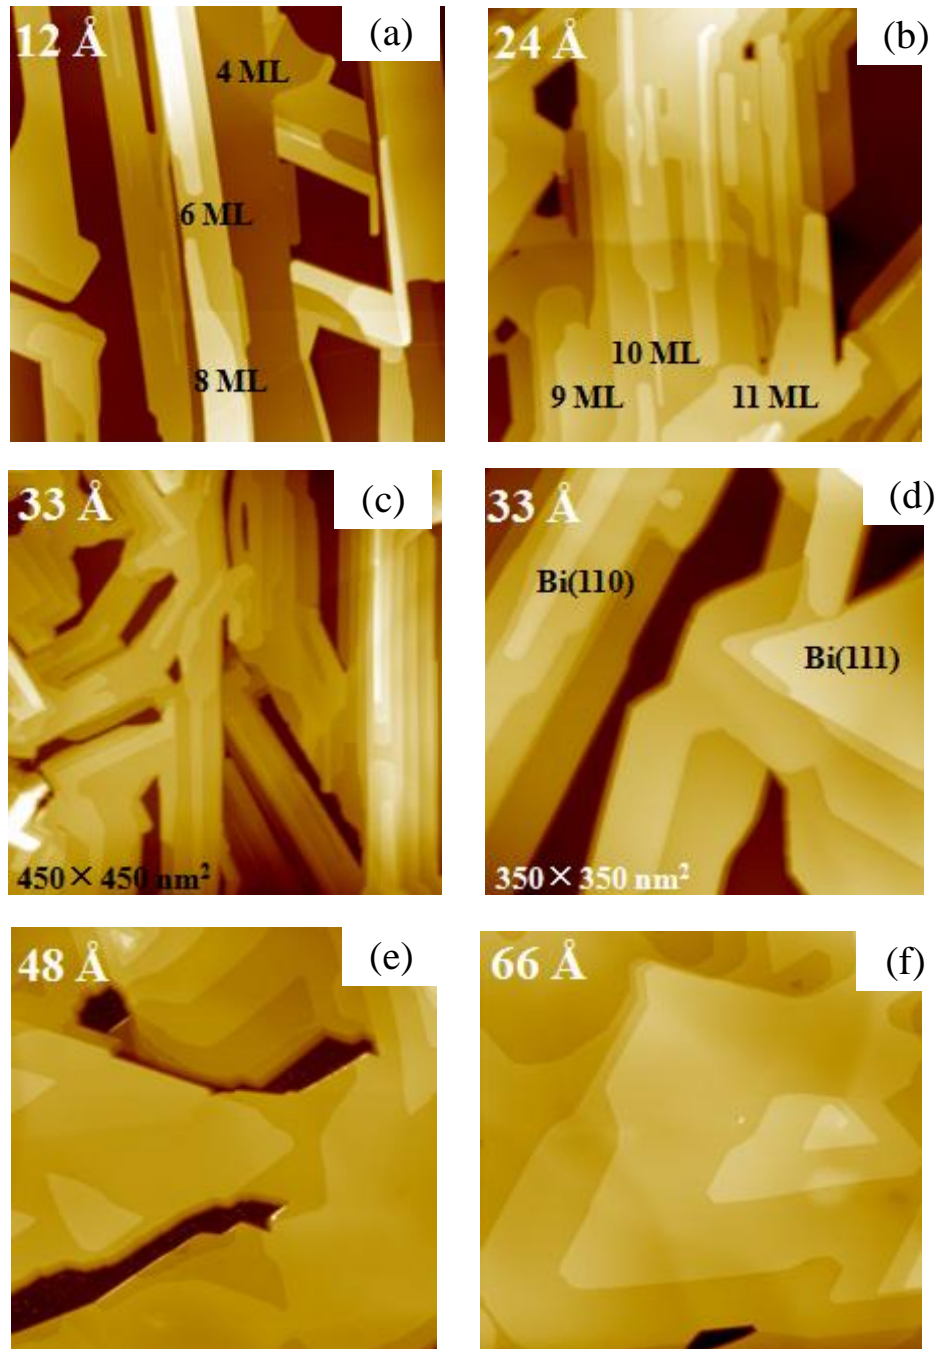 12 Å (a)
4 ML
6 ML
8 ML
24 Å (b)
10 ML
9 ML 11 ML
33 Å (c)
450 × 450 nm²
33 Å (d)
Bi(110)
Bi(111)
350 × 350 nm²
48 Å (e)
66 Å (f)